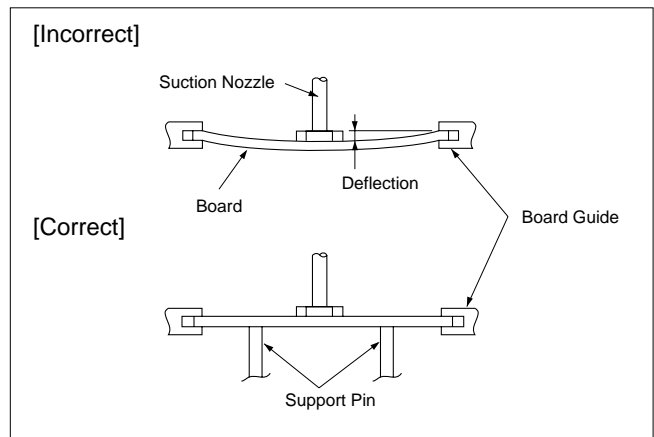 [Incorrect]
Suction Nozzle
Deflection
Board
Board Guide
[Correct]
Support Pin